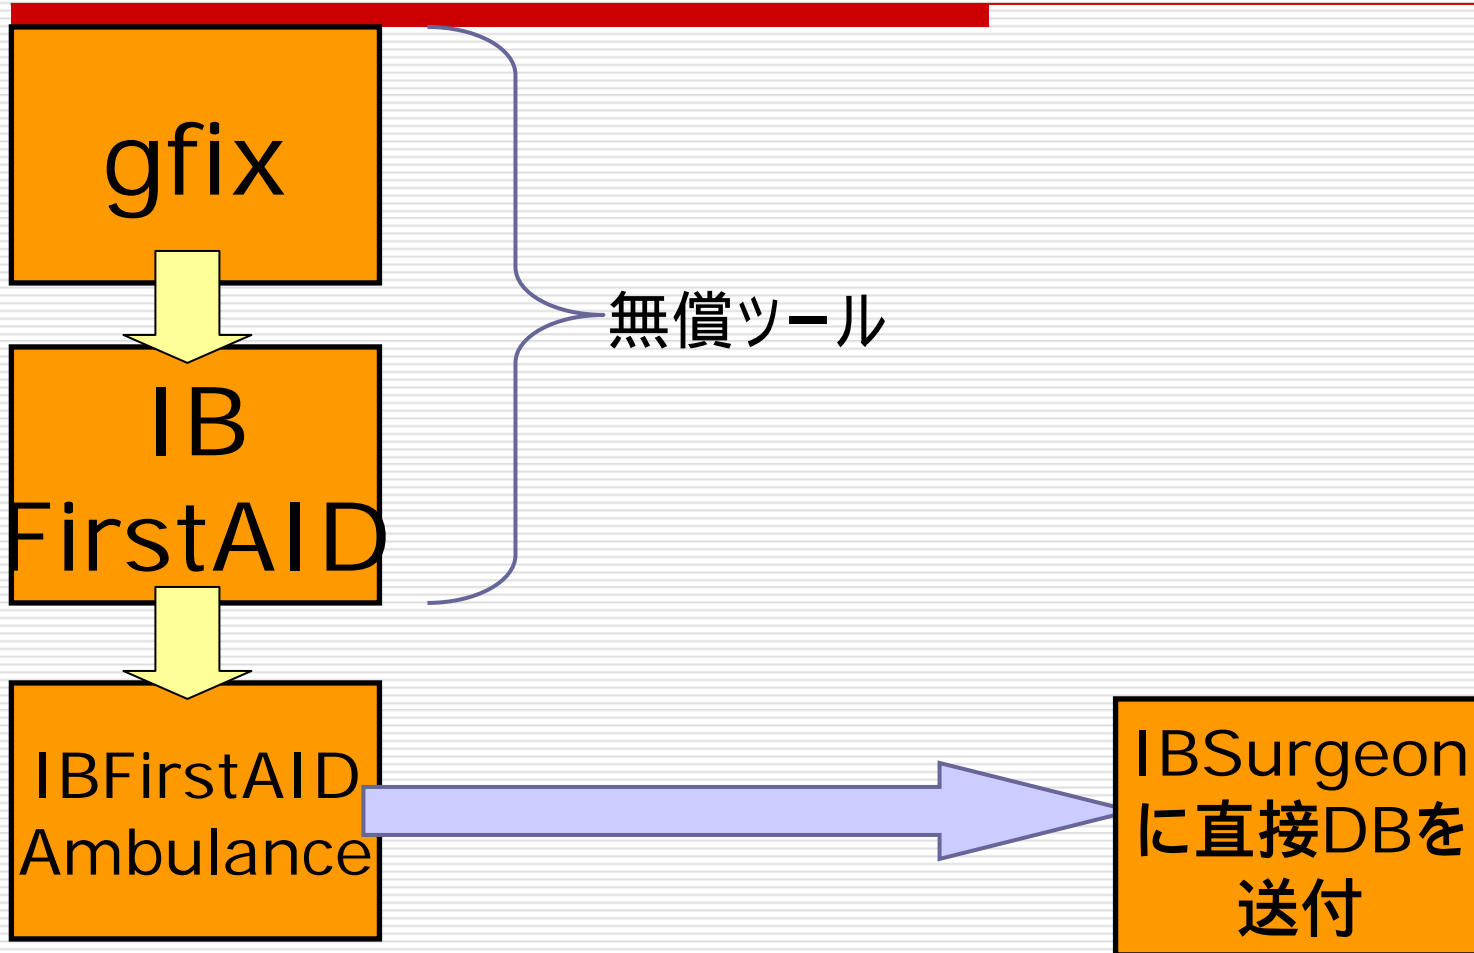 gfix
無償ツール
IB
FirstAID
IBFirstAID
Ambulance
IBSurgeon
に直接DBを
送付